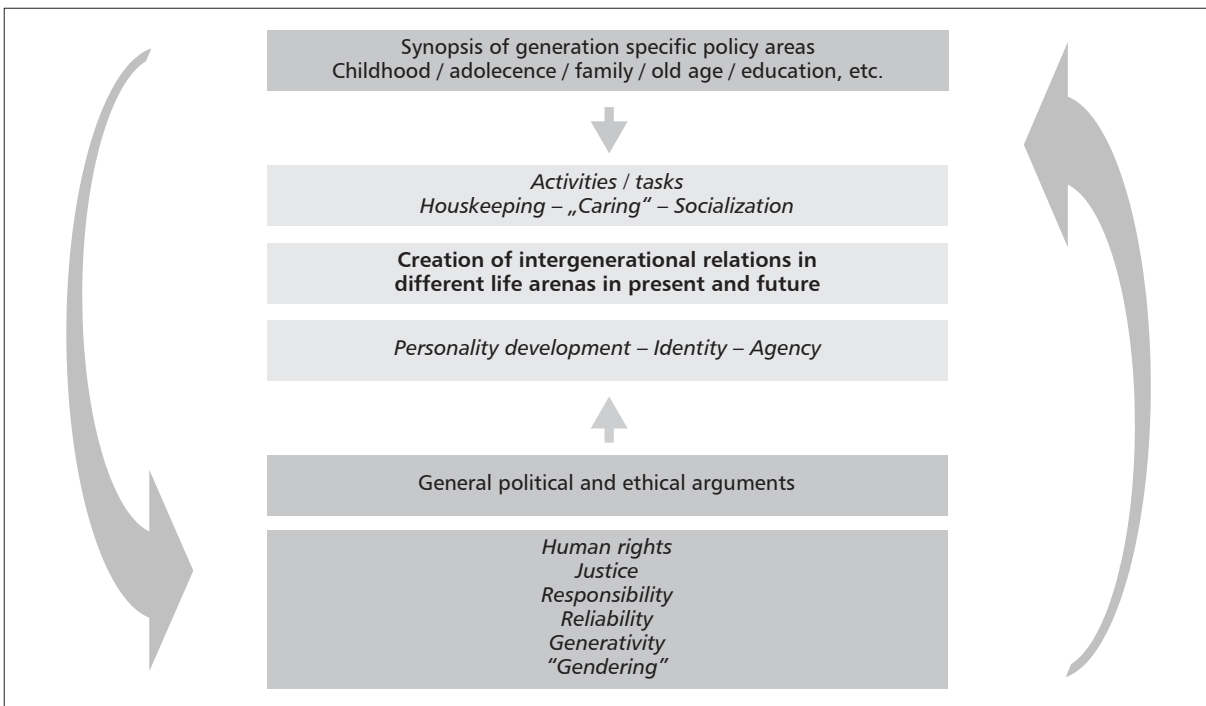 Synopsis of generation specific policy areas
Childhood / adolecence / family / old age / education, etc.
Activities / tasks
Houskeeping – „Caring“ – Socialization
Creation of intergenerational relations in
different life arenas in present and future
Personality development – Identity – Agency
General political and ethical arguments
Human rights
Justice
Responsibility
Reliability
Generativity
“Gendering”